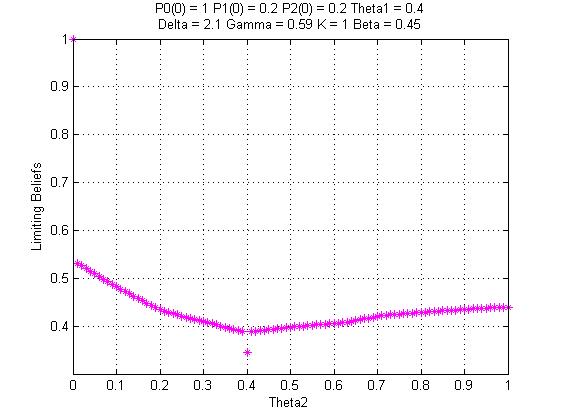 P0(0) = 1 P1(0) = 0.2 P2(0) = 0.2 Theta1 = 0.4
Delta = 2.1 Gamma = 0.59 K = 1 Beta = 0.45
1
0.9
0.8
0.7
0.6
0.5
0.4
Limiting Beliefs
0 0.1 0.2 0.3 0.4 0.5 0.6 0.7 0.8 0.9 1
Theta2